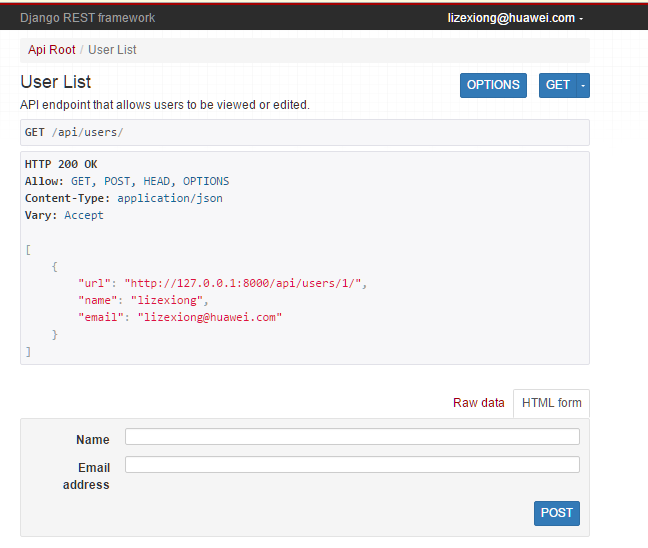 Django REST framework
lizexiong@huawei.com
Api Root / User List
User List
OPTIONS
GET
API endpoint that allows users to be viewed or edited.
GET /api/users/
HTTP 200 OK
Allow: GET, POST, HEAD, OPTIONS
Content-Type: application/json
Vary: Accept
[
    {
        "url": "http://127.0.0.1:8000/api/users/1/",
        "name": "lizexiong",
        "email": "lizexiong@huawei.com"
    }
]
Raw data
HTML form
Name
Email
address
POST